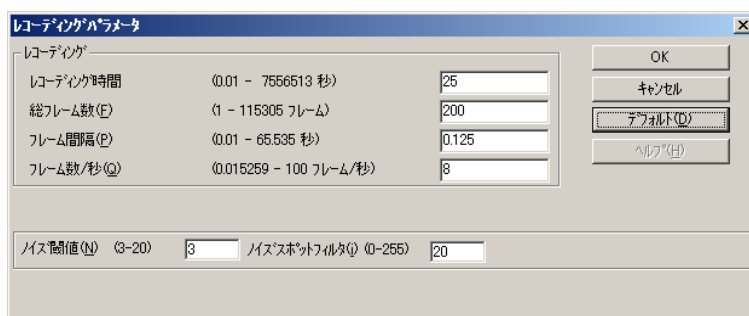 ﾚｺｰﾃﾞｨﾝｸﾞﾊﾟﾗﾒｰﾀ
ﾚｺｰﾃﾞｨﾝｸﾞ
ﾚｺｰﾃﾞｨﾝｸﾞ時間 (0.01 - 7556513 秒) 25
総ﾌﾚｰﾑ数(F) (1 - 115305 ﾌﾚｰﾑ) 200
ﾌﾚｰﾑ間隔(P) (0.01 - 65.535 秒) 0.125
ﾌﾚｰﾑ数/秒(Q) (0.015259 - 100 ﾌﾚｰﾑ/秒) 8
OK
ｷｬﾝｾﾙ
ﾃﾞﾌｫﾙﾄ(D)
ﾍﾙﾌﾟ(H)
ﾉｲｽﾞ閾値(N) (3-20) 3 ﾉｲｽﾞｽﾎﾟｯﾄﾌｨﾙﾀ(i) (0-255) 20